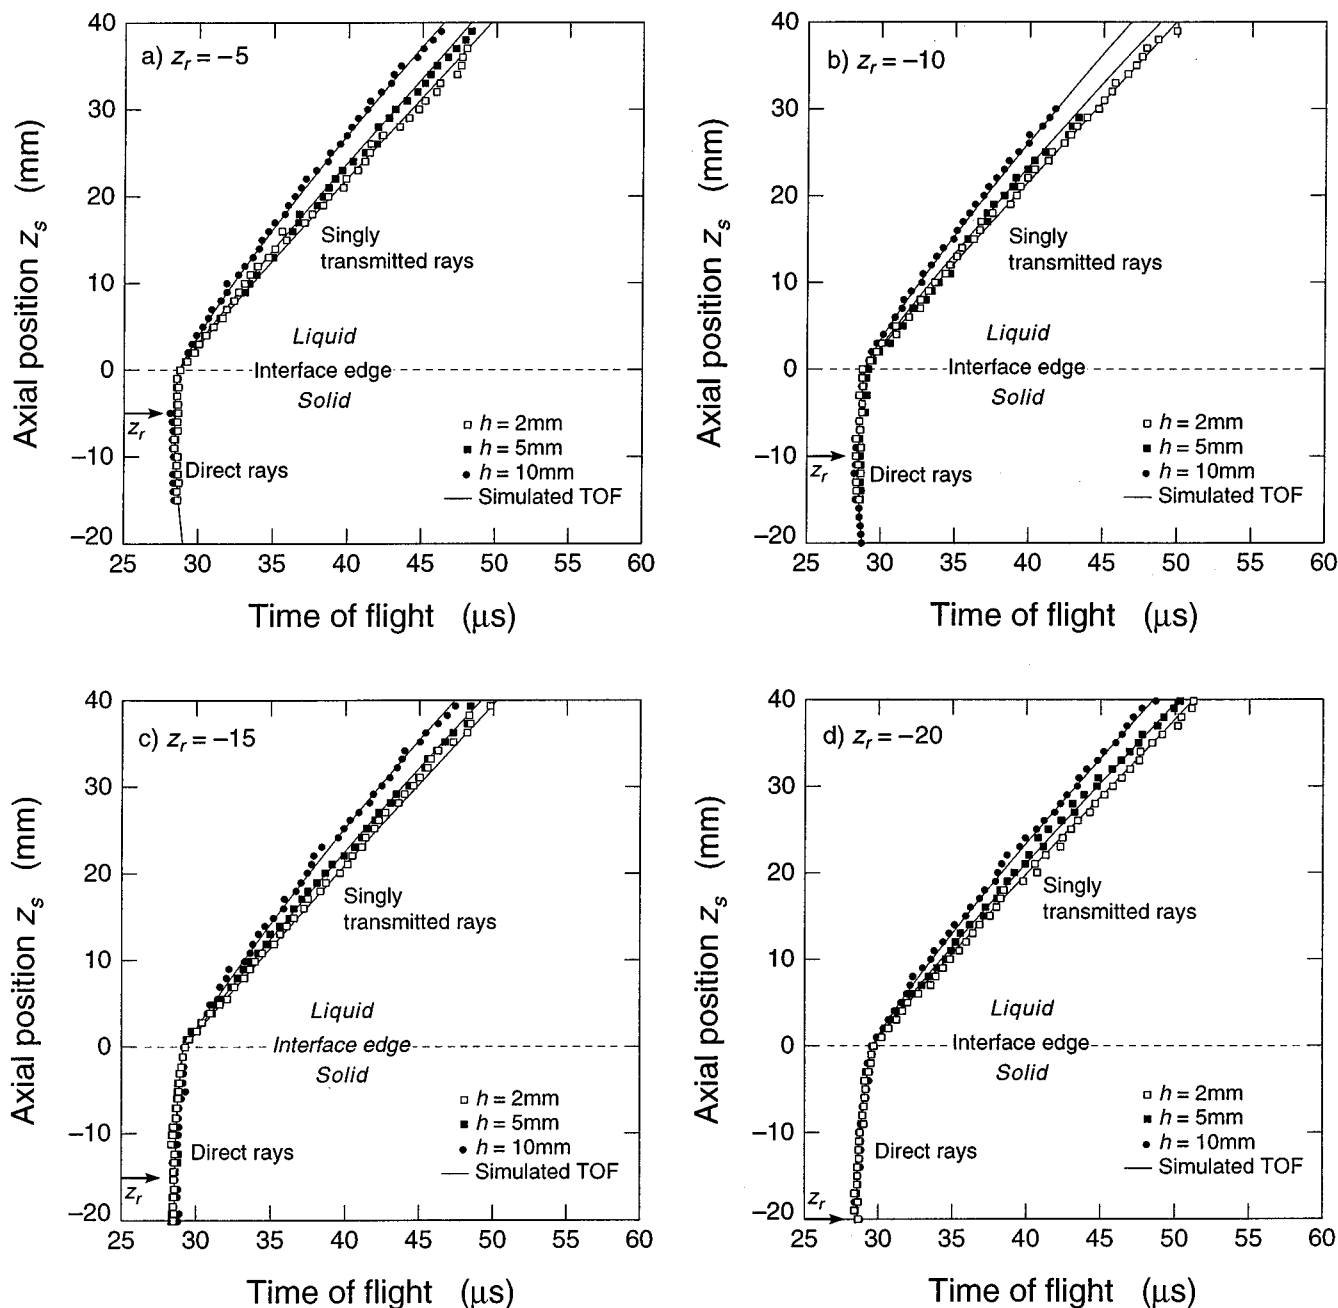 a) z_r = −5
40
30
20
10
0
−10
−20
Axial position z_s (mm)
Singly
transmitted rays
Liquid
Interface edge
Solid
z_r
Direct rays
h = 2mm
h = 5mm
h = 10mm
Simulated TOF
25 30 35 40 45 50 55 60
Time of flight (μs)
b) z_r = −10
40
30
20
10
0
−10
−20
Axial position z_s (mm)
Singly
transmitted rays
Liquid
Interface edge
Solid
z_r
Direct rays
h = 2mm
h = 5mm
h = 10mm
Simulated TOF
25 30 35 40 45 50 55 60
Time of flight (μs)
c) z_r = −15
40
30
20
10
0
−10
−20
Axial position z_s (mm)
Singly
transmitted rays
Liquid
Interface edge
Solid
z_r
Direct rays
h = 2mm
h = 5mm
h = 10mm
Simulated TOF
25 30 35 40 45 50 55 60
Time of flight (μs)
d) z_r = −20
40
30
20
10
0
−10
−20
Axial position z_s (mm)
Singly
transmitted rays
Liquid
Interface edge
Solid
z_r
Direct rays
h = 2mm
h = 5mm
h = 10mm
Simulated TOF
25 30 35 40 45 50 55 60
Time of flight (μs)